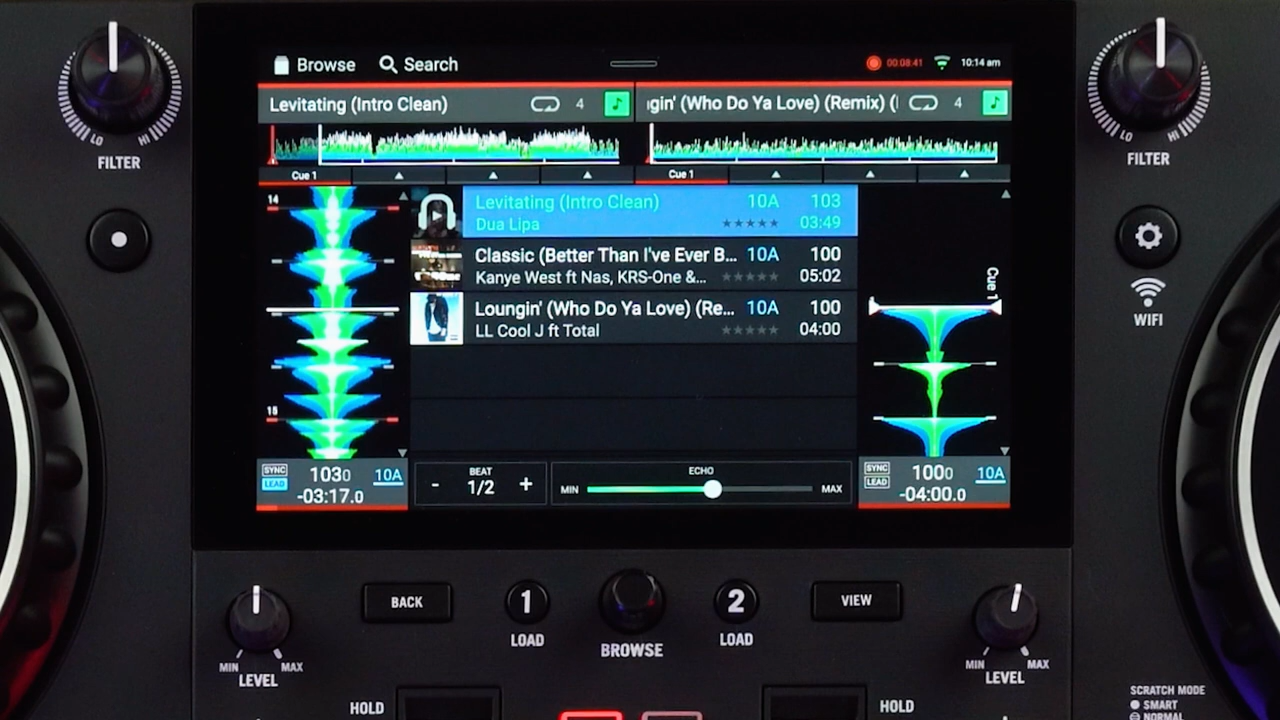 Browse Search 00:08:41 10:14 am
Levitating (Intro Clean) 4 gin' (Who Do Ya Love) (Remix) ( 4
Cue 1 Cue 1
LO HI
FILTER
LO HI
FILTER
14
15
Levitating (Intro Clean) 10A 103
Dua Lipa 03:49
Classic (Better Than I've Ever B... 10A 100
Kanye West ft Nas, KRS-One &... 05:02
Loungin' (Who Do Ya Love) (Re... 10A 100
LL Cool J ft Total 04:00
Cue 1
WIFI
SYNC
LEAD
1030 10A
-03:17.0
BEAT
- 1/2 +
ECHO
MIN MAX
SYNC
LEAD
1000 10A
-04:00.0
BACK 1 2 VIEW
LOAD BROWSE LOAD
MIN MAX
LEVEL
MIN MAX
LEVEL
HOLD HOLD
SCRATCH MODE
SMART
NORMAL